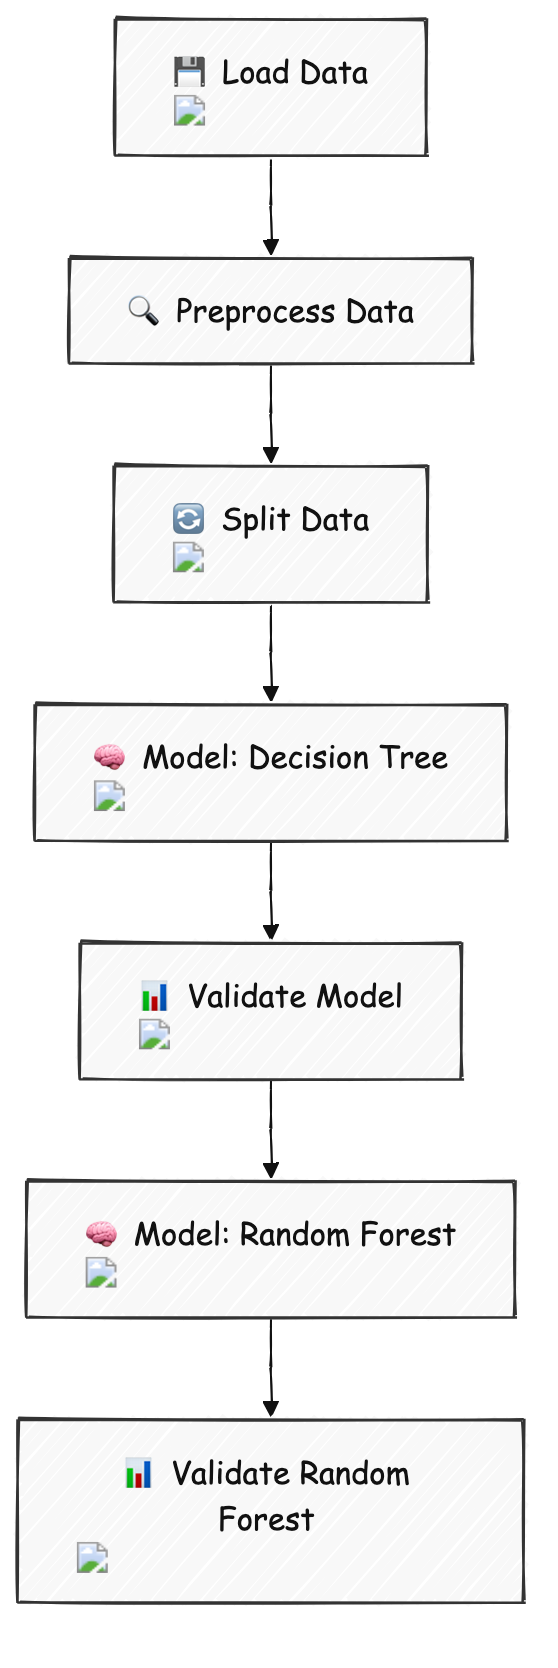 Load Data
Preprocess Data
Split Data
Model: Decision Tree
Validate Model
Model: Random Forest
Validate Random
Forest